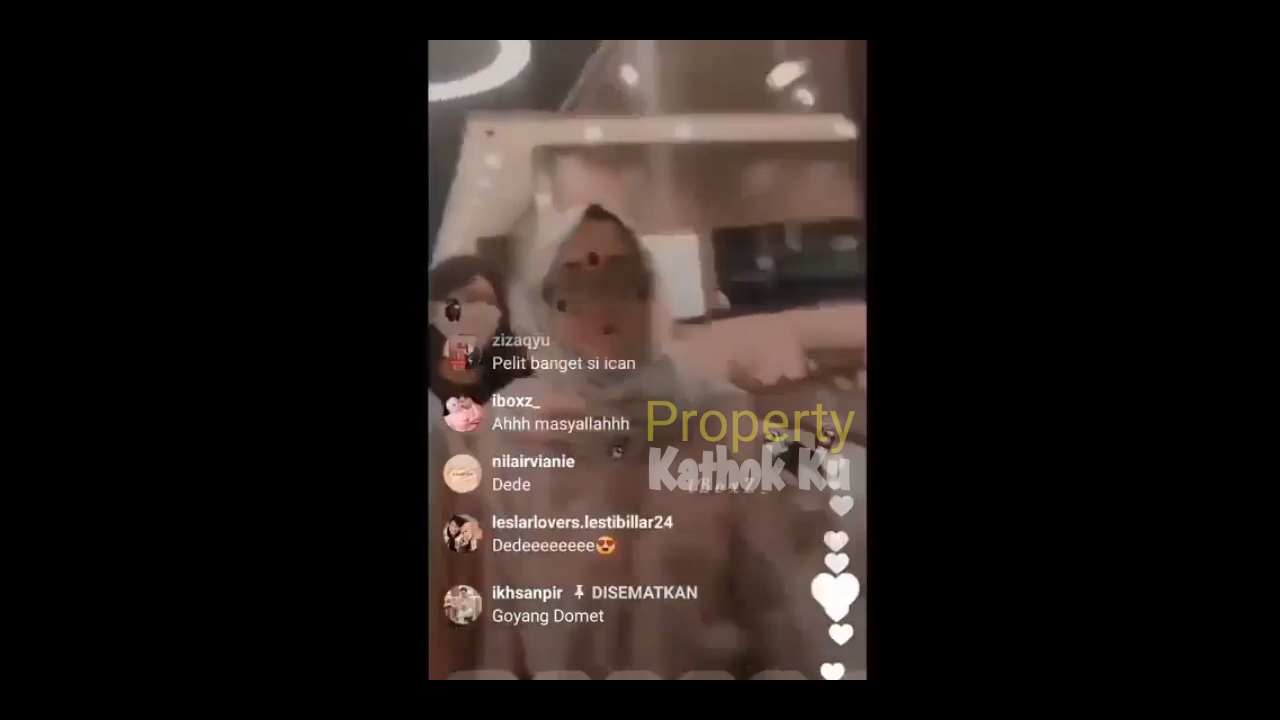 zizaqyu
Pelit banget si ican
iboxz_
Ahhh masyallahhh
Property
Kathok Ku
nilairvianie
Dede
leslarlovers.lestibillar24
Dedeeeeeeee😍
ikhsanpir 📌 DISEMATKAN
Goyang Domet